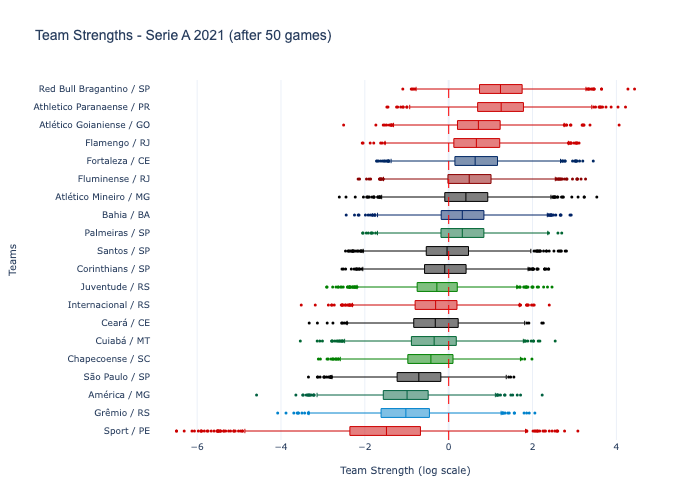 Team Strengths - Serie A 2021 (after 50 games)
Red Bull Bragantino / SP
Athletico Paranaense / PR
Atlético Goianiense / GO
Flamengo / RJ
Fortaleza / CE
Fluminense / RJ
Atlético Mineiro / MG
Bahia / BA
Palmeiras / SP
Santos / SP
Corinthians / SP
Juventude / RS
Internacional / RS
Ceará / CE
Cuiabá / MT
Chapecoense / SC
São Paulo / SP
América / MG
Grêmio / RS
Sport / PE
Teams
−6 −4 −2 0 2 4
Team Strength (log scale)